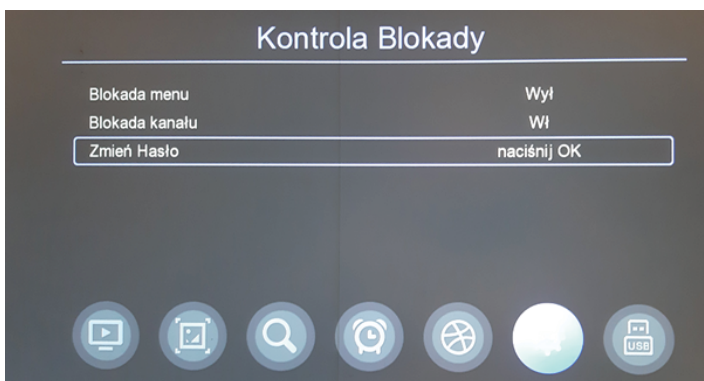 Kontrola Blokady
Blokada menu Wył
Blokada kanału Wł
Zmień Hasło naciśnij OK
USB